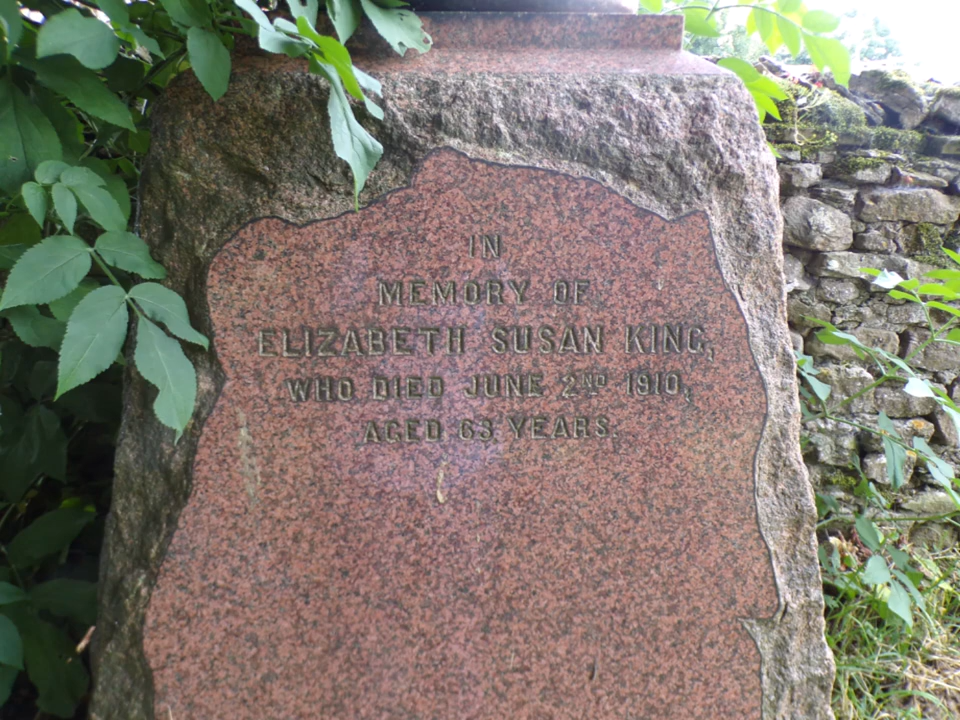 IN
MEMORY OF
ELIZABETH SUSAN KING,
WHO DIED JUNE 2ND 1910,
AGED 63 YEARS.